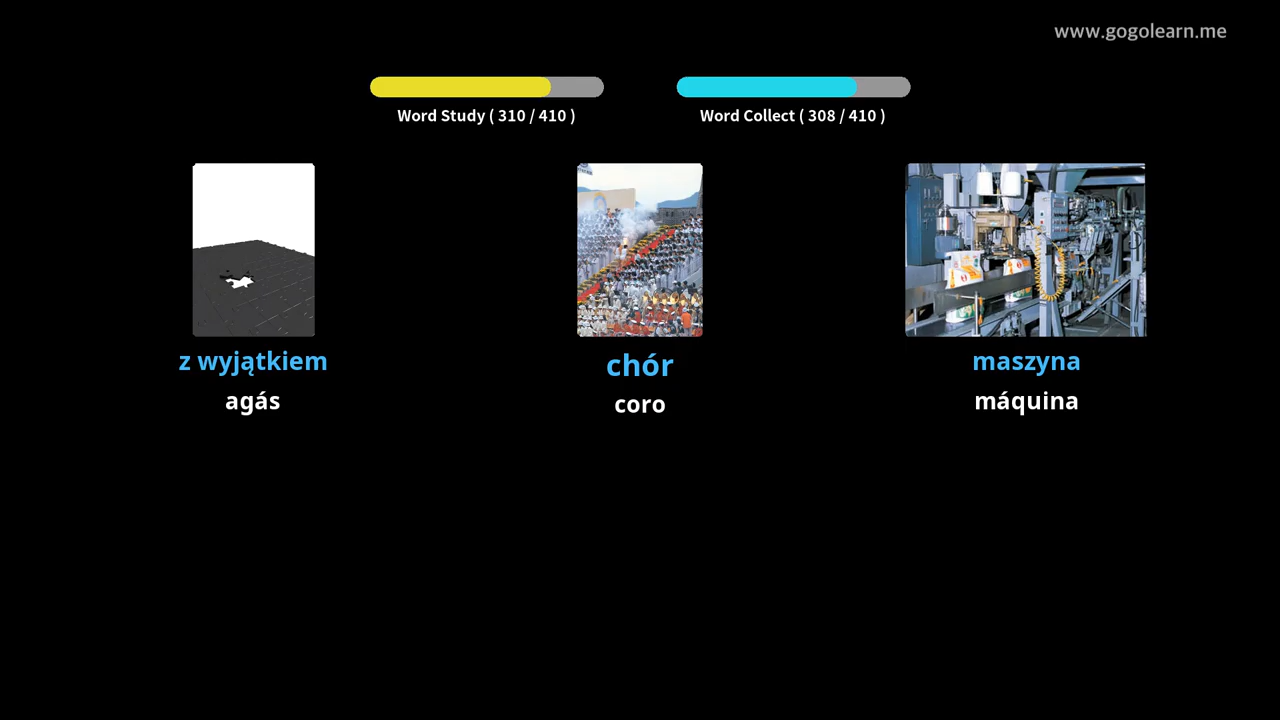 www.gogolearn.me
Word Study ( 310 / 410 )
Word Collect ( 308 / 410 )
z wyjątkiem
agás
chór
coro
maszyna
máquina